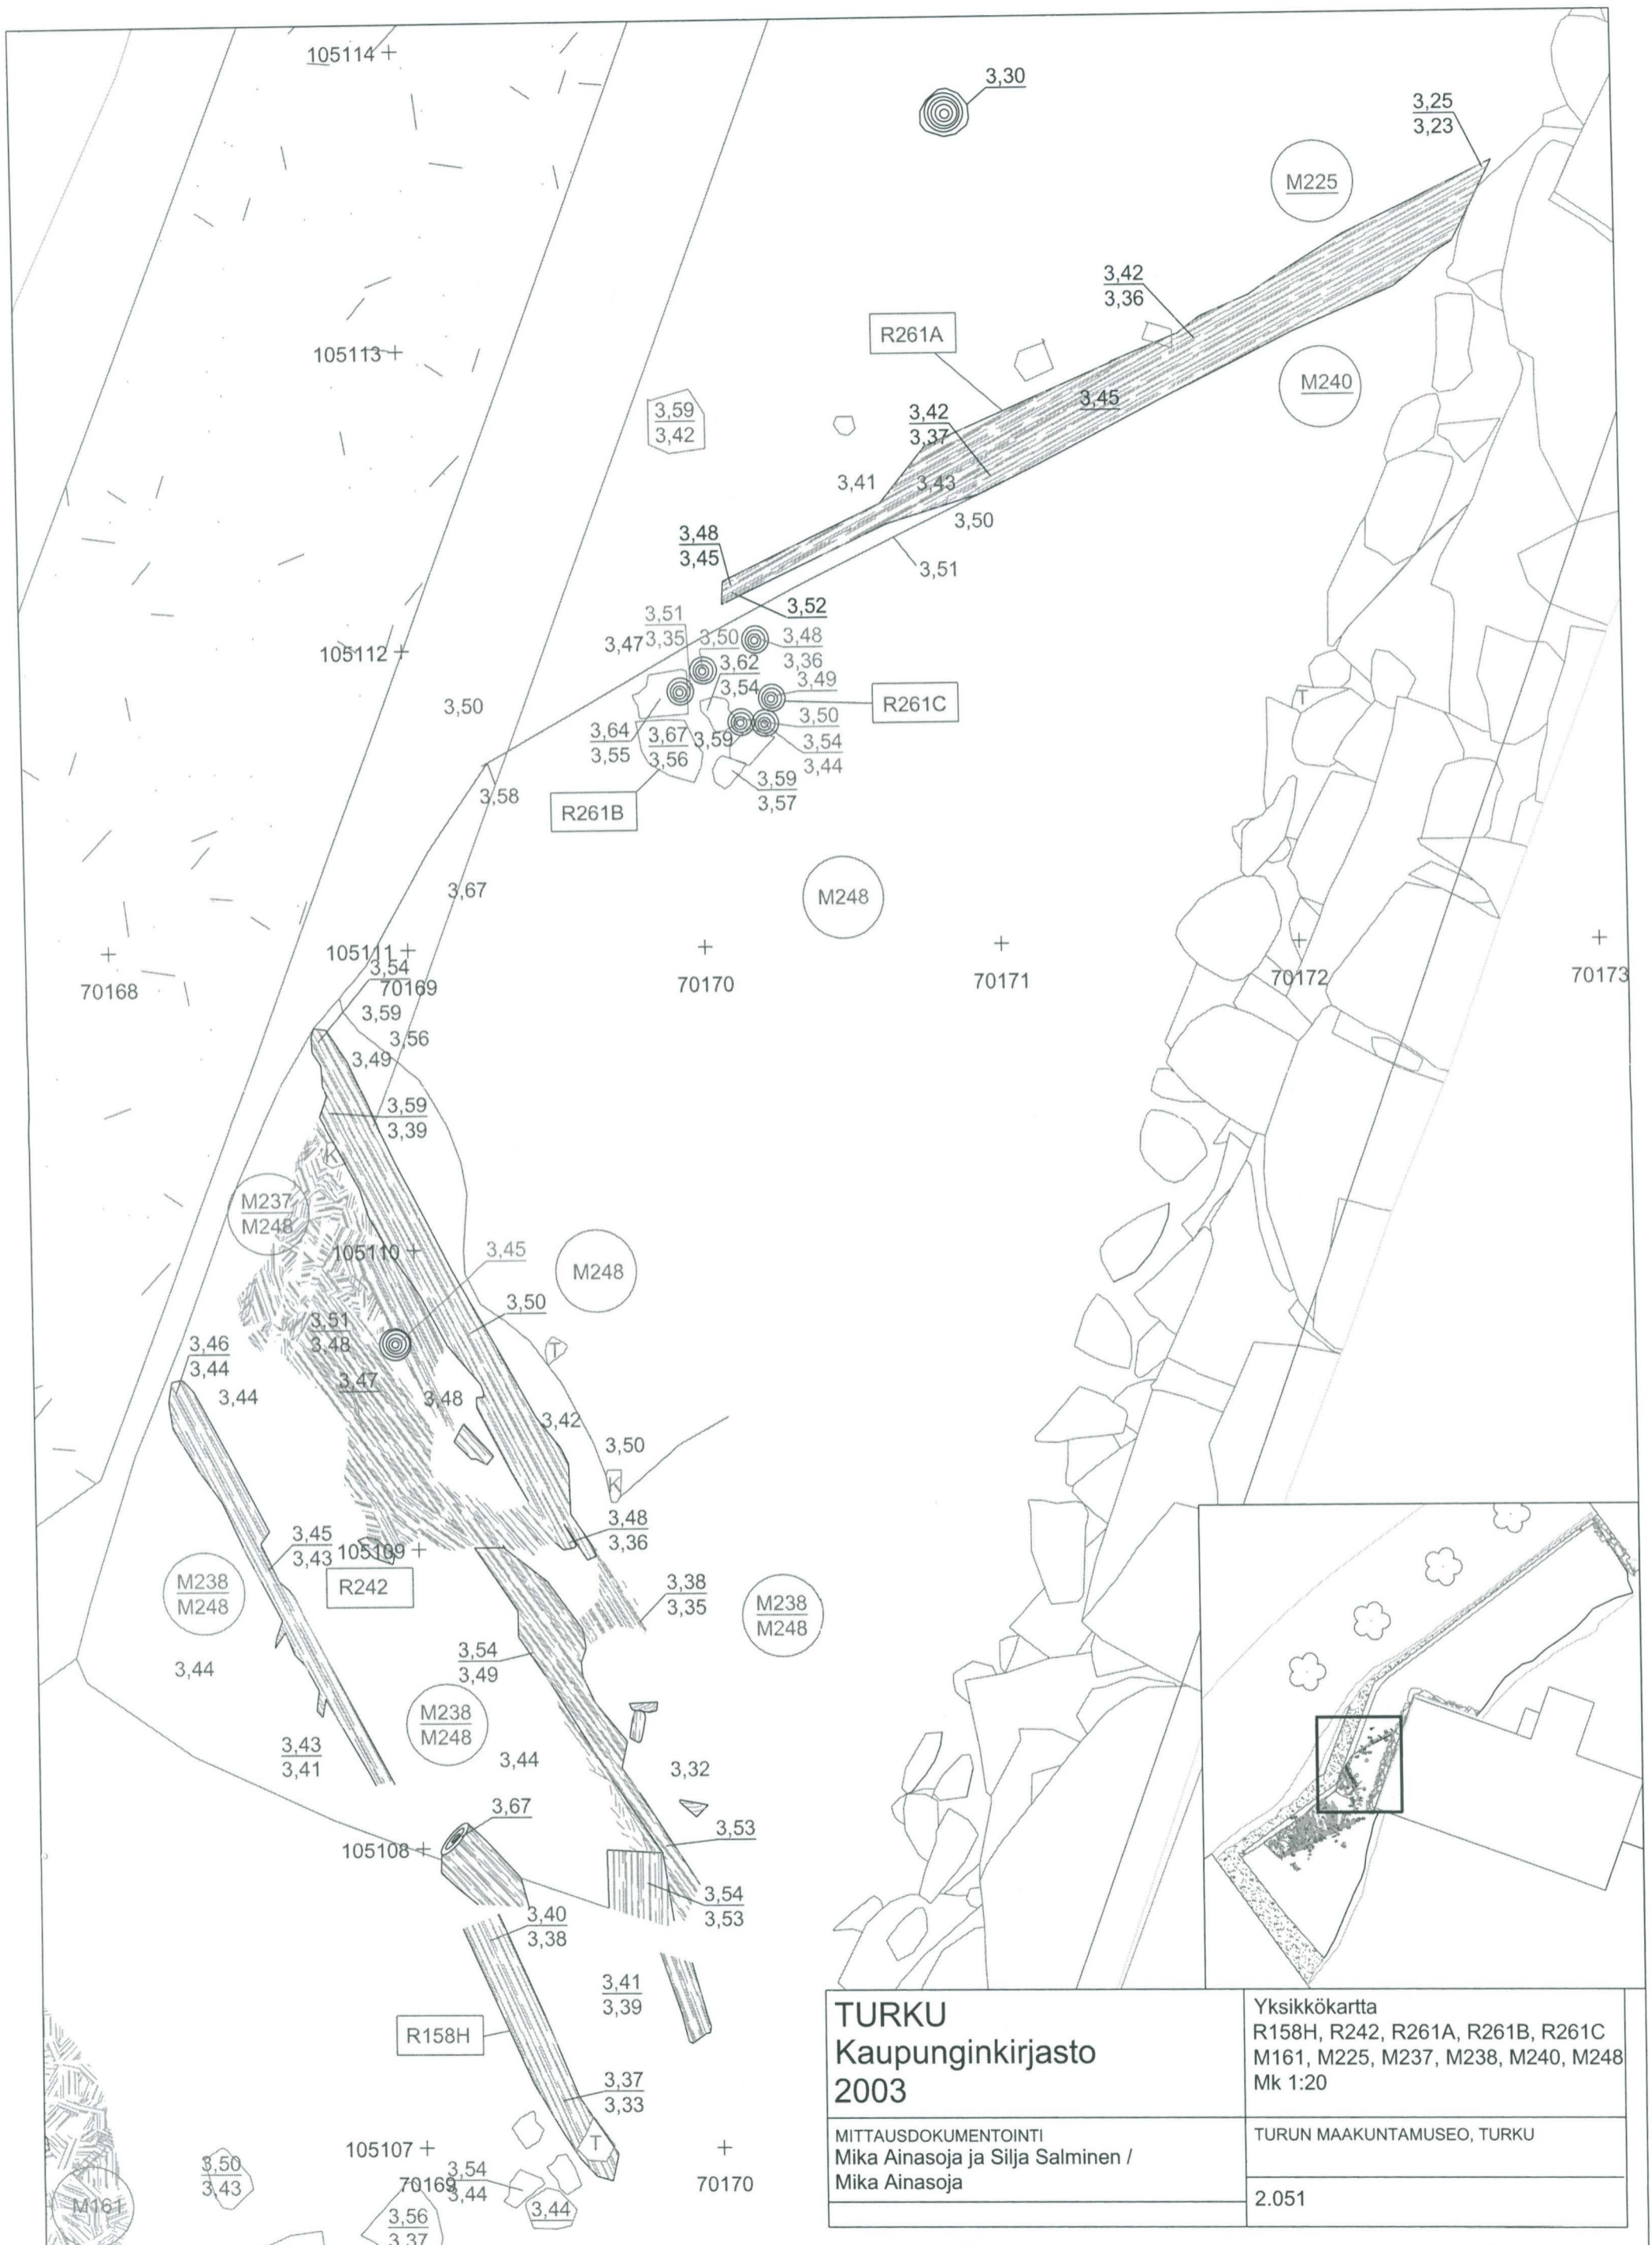 105114
3,30
3,25
3,23
M225
3,42
3,36
R261A
105113
M240
3,59
3,42
3,42
3,37
3,45
3,41
3,43
3,50
3,48
3,45
3,51
3,52
3,51
3,47 3,35 3,50 3,48
105112
3,62 3,36
3,54 3,49
3,50
R261C
T
3,64 3,67 3,59 3,50
3,55 3,56 3,54
3,44
3,59
3,57
3,58
R261B
3,67
M248
105111
3,54
70168 70169 70170 70171 70172 70173
3,59
3,56
3,49
3,59
3,39
K
M237
M248
105110
3,45
M248
3,50
3,51
3,48
3,46
3,44
T
3,44
3,47
3,48
3,42
3,50
K
3,48
3,36
3,45
3,43
105109
R242
M238
M248
3,38
3,35
M238
M248
3,54
3,49
3,44
M238
M248
3,43
3,41
3,44
3,32
3,67
3,53
105108
3,54
3,53
3,40
3,38
3,41
3,39
R158H
3,37
3,33
T
105107
3,50
3,43
70169
3,54
3,44
70170
M161
3,56
3,37
3,44
TURKU
Kaupunginkirjasto
2003
Yksikkökartta
R158H, R242, R261A, R261B, R261C
M161, M225, M237, M238, M240, M248
Mk 1:20
MITTAUSDOKUMENTOINTI
Mika Ainasoja ja Silja Salminen /
Mika Ainasoja
TURUN MAAKUNTAMUSEO, TURKU
2.051